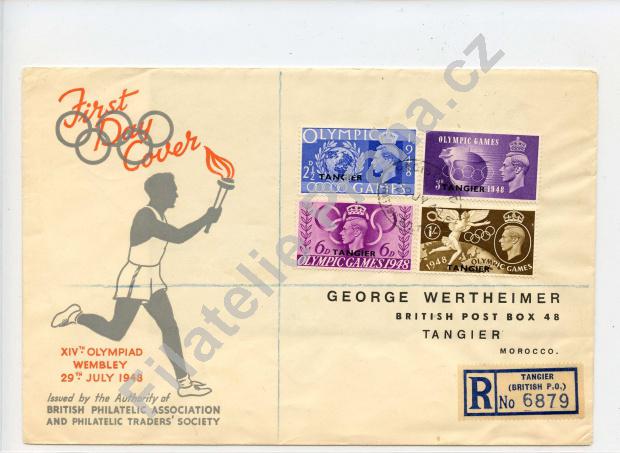 First
Day
Cover
XIVTH OLYMPIAD
WEMBLEY
29TH JULY 1948
Issued by the Authority of
BRITISH PHILATELIC ASSOCIATION
AND PHILATELIC TRADERS' SOCIETY
OLYMPIC
1948
2½D
TANGIER
GAMES
OLYMPIC GAMES
3D
TANGIER
1948
6D TANGIER 6D
OLYMPIC GAMES 1948
1/-
1948
OLYMPIC GAMES
TANGIER
GEORGE WERTHEIMER
BRITISH POST BOX 48
TANGIER
MOROCCO.
R
TANGIER
(BRITISH P.O.)
No 6879